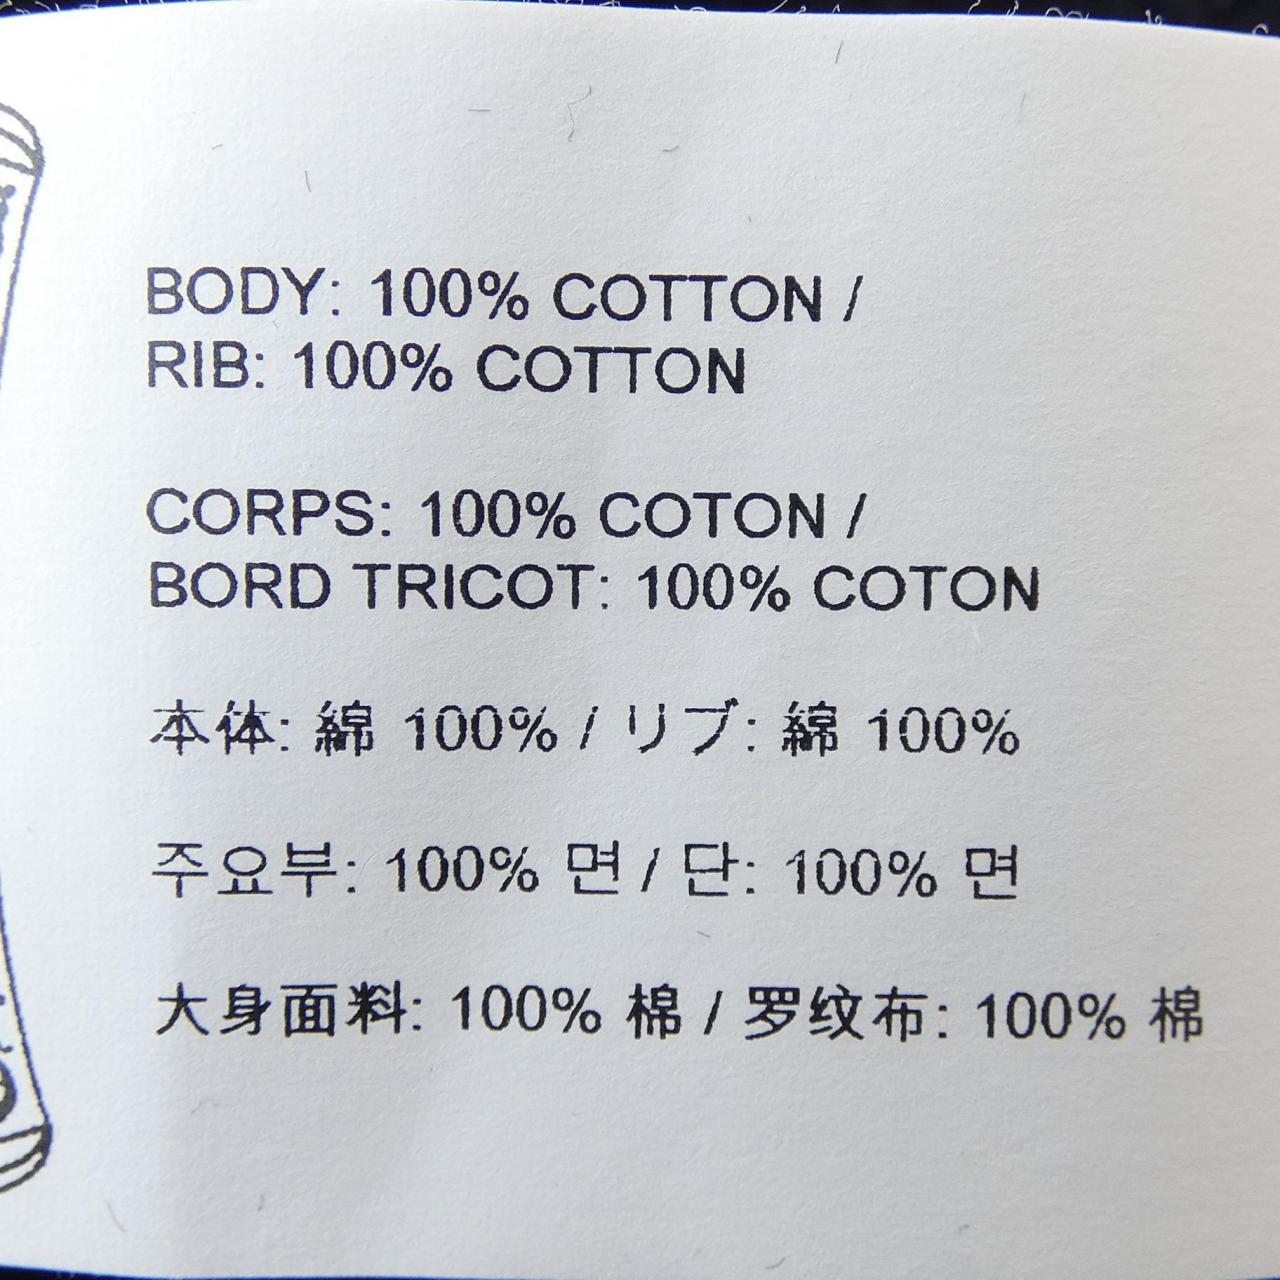 BODY: 100% COTTON /
RIB: 100% COTTON
CORPS: 100% COTON /
BORD TRICOT: 100% COTON
本体: 綿 100% / リブ: 綿 100%
주요부: 100% 면 / 단: 100% 면
大身面料: 100% 棉 / 罗纹布: 100% 棉